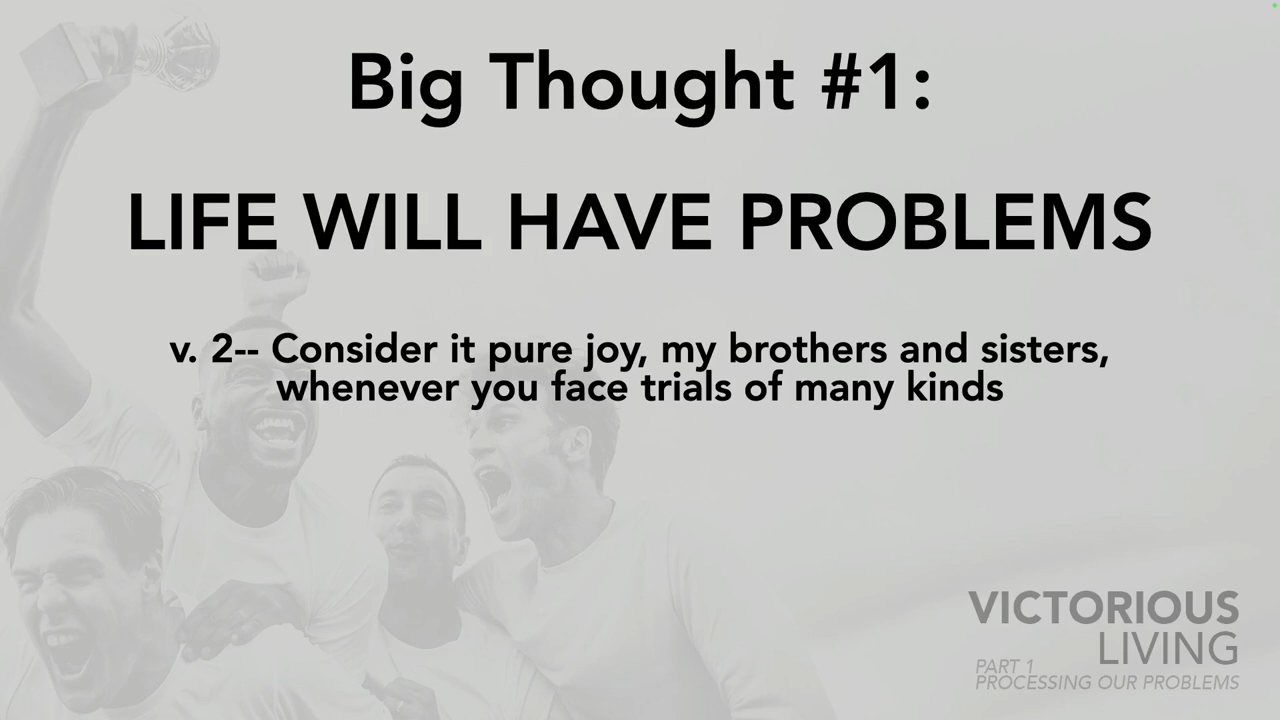 Big Thought #1:
LIFE WILL HAVE PROBLEMS
v. 2-- Consider it pure joy, my brothers and sisters,
whenever you face trials of many kinds
VICTORIOUS
LIVING
PART 1
PROCESSING OUR PROBLEMS